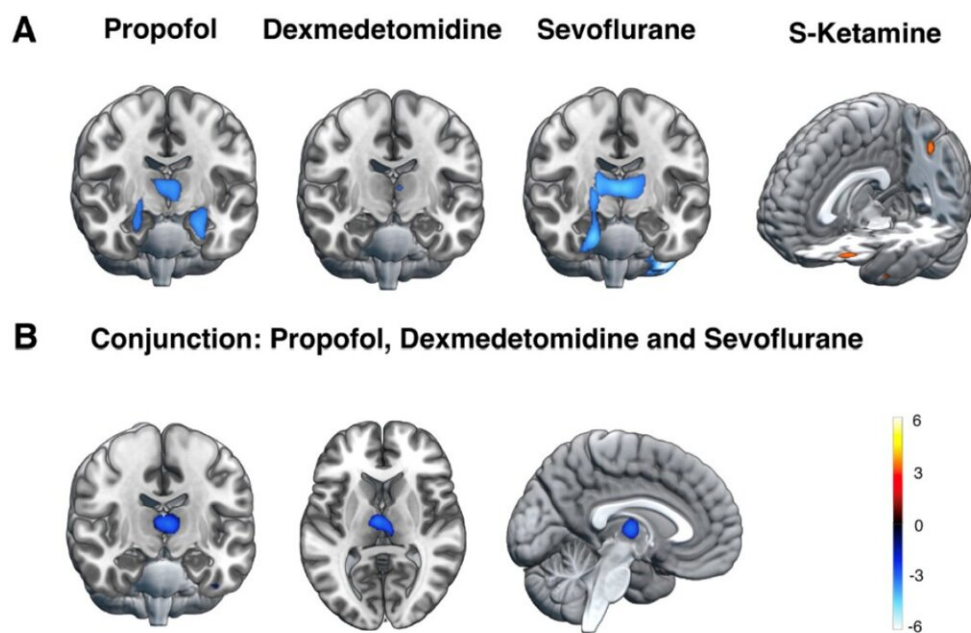 A
Propofol
Dexmedetomidine
Sevoflurane
S-Ketamine
B
Conjunction: Propofol, Dexmedetomidine and Sevoflurane
6
3
0
-3
-6